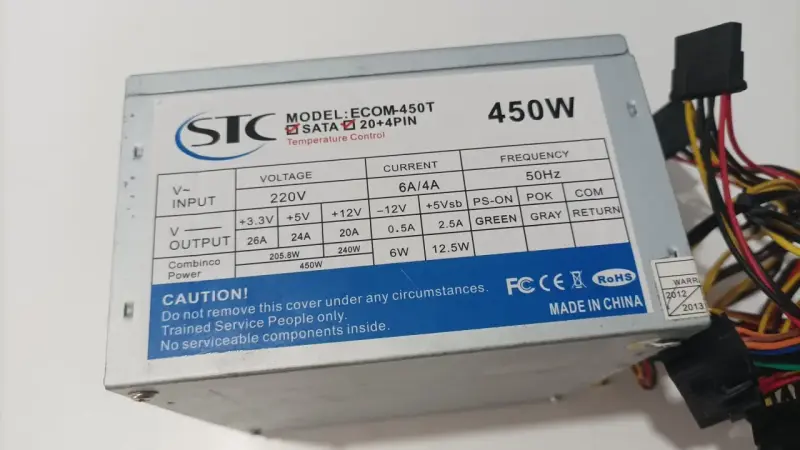 STC
MODEL:ECOM-450T
SATA 20+4PIN
Temperature Control
450W
V~ INPUT VOLTAGE CURRENT FREQUENCY
220V 6A/4A 50Hz
V OUTPUT +3.3V +5V +12V -12V +5Vsb PS-ON POK COM
26A 24A 20A 0.5A 2.5A GREEN GRAY RETURN
Combinco Power 205.8W 240W 6W 12.5W
450W
CAUTION!
Do not remove this cover under any circumstances.
Trained Service People only.
No serviceable components inside.
FC CE RoHS
MADE IN CHINA
WARR
2012
2013